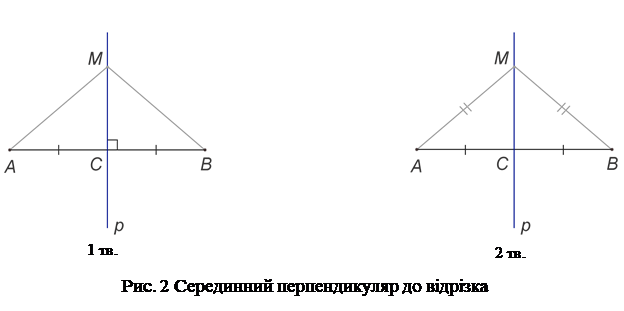 M M
A C B A C B
p p
1 тв. 2 тв.
Рис. 2 Серединний перпендикуляр до відрізка